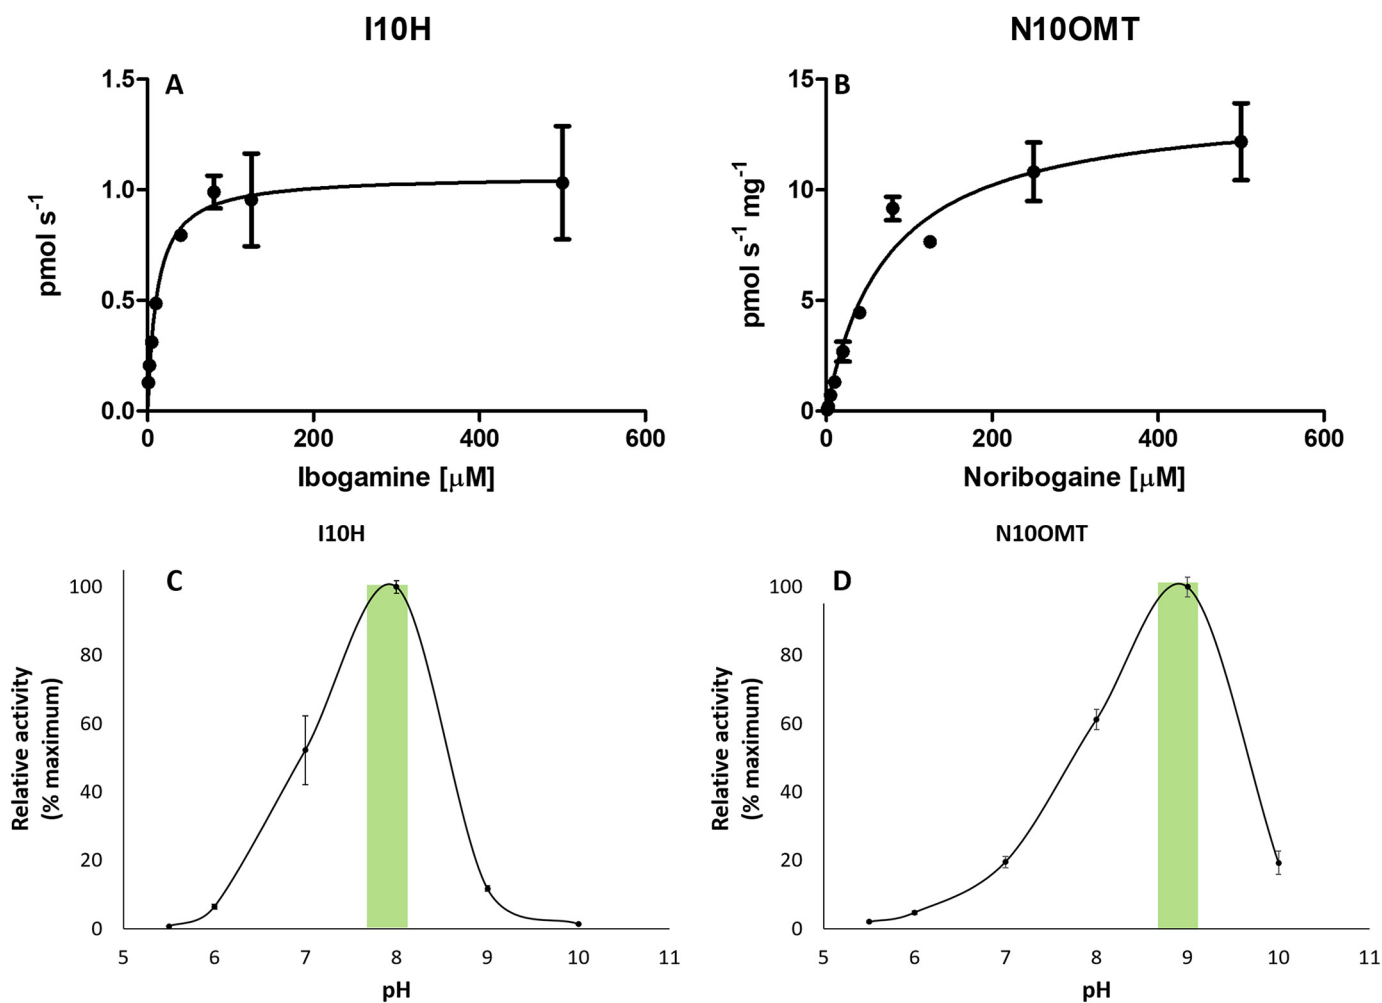 I10H
A
1.5
1.0
0.5
0.0
pmol s-1
0 200 400 600
Ibogamine [μM]
N10OMT
B
15
10
5
0
pmol s-1 mg-1
0 200 400 600
Noribogaine [μM]
I10H
C
100
80
60
40
20
0
Relative activity
(% maximum)
5 6 7 8 9 10 11
pH
N10OMT
D
100
80
60
40
20
0
Relative activity
(% maximum)
5 6 7 8 9 10 11
pH